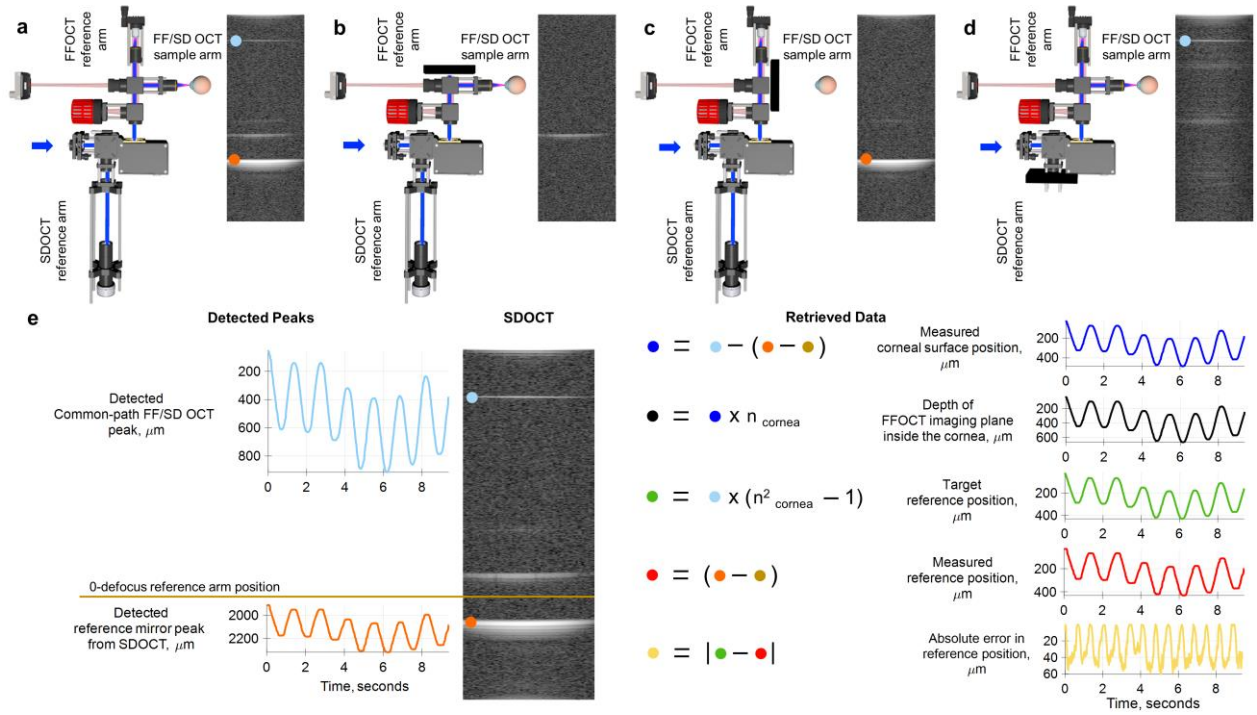 a
FFOCT
reference
arm
FF/SD OCT
sample arm
SDOCT
reference arm
b
FFOCT
reference
arm
FF/SD OCT
sample arm
SDOCT
reference arm
c
FFOCT
reference
arm
FF/SD OCT
sample arm
SDOCT
reference arm
d
FFOCT
reference
arm
FF/SD OCT
sample arm
SDOCT
reference arm
e
Detected Peaks
SDOCT
Detected
Common-path FF/SD OCT
peak, μm
200
400
600
800
0 2 4 6 8
0-defocus reference arm position
Detected
reference mirror peak
from SDOCT, μm
2000
2200
0 2 4 6 8
Time, seconds
Retrieved Data
= − ( − )
Measured
corneal surface position,
μm
200
400
0 2 4 6 8
= x n cornea
Depth of
FFOCT imaging plane
inside the cornea, μm
200
400
600
0 2 4 6 8
= x (n² cornea − 1)
Target
reference position,
μm
200
400
0 2 4 6 8
= ( − )
Measured
reference position,
μm
200
400
0 2 4 6 8
= | − |
Absolute error in
reference position,
μm
0
20
40
60
0 2 4 6 8
Time, seconds